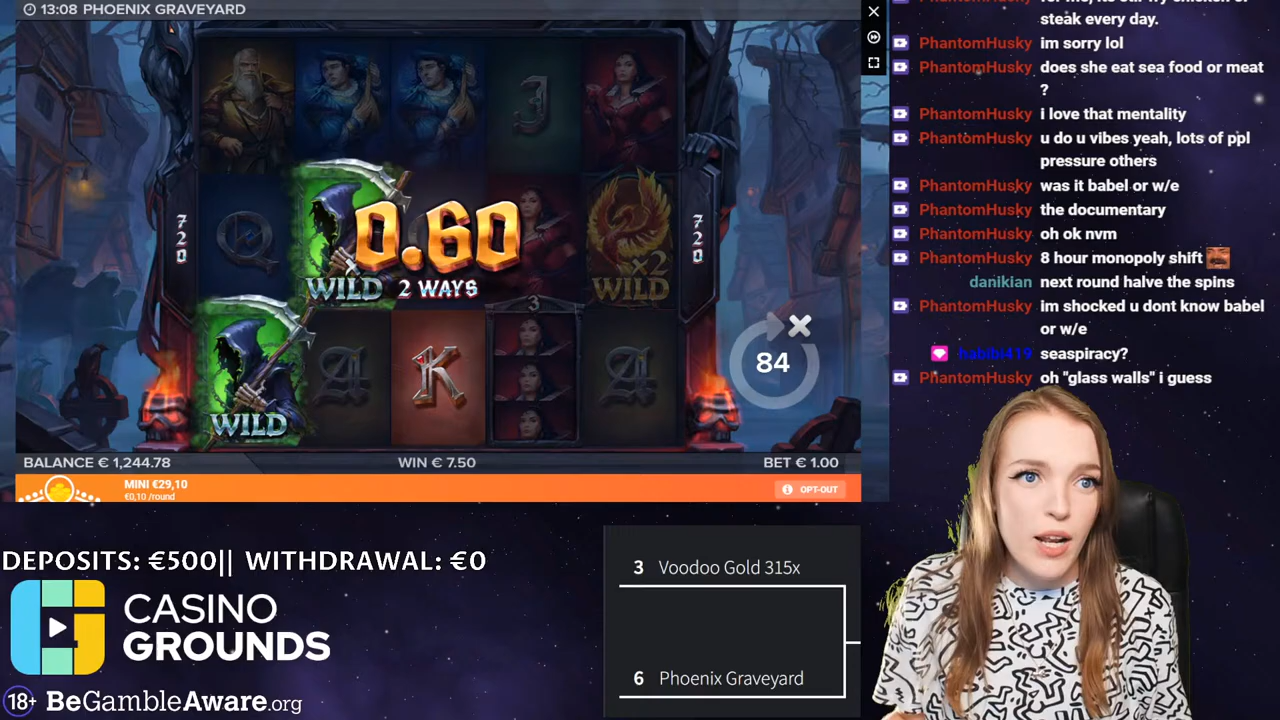 13:08 PHOENIX GRAVEYARD
J
Q
720
0.60
WILD 2 WAYS
x2
WILD
720
3
WILD
A
K
A
84
BALANCE € 1,244.78
WIN € 7.50
BET € 1.00
MINI €29,10
€0,10 /round
OPT-OUT
DEPOSITS: €500|| WITHDRAWAL: €0
CASINO
GROUNDS
18+ BeGambleAware.org
3 Voodoo Gold 315x
6 Phoenix Graveyard
steak every day.
PhantomHusky im sorry lol
PhantomHusky does she eat sea food or meat
?
PhantomHusky i love that mentality
PhantomHusky u do u vibes yeah, lots of ppl
pressure others
PhantomHusky was it babel or w/e
PhantomHusky the documentary
PhantomHusky oh ok nvm
PhantomHusky 8 hour monopoly shift
danikian next round halve the spins
PhantomHusky im shocked u dont know babel
or w/e
habibi419 seaspiracy?
PhantomHusky oh "glass walls" i guess